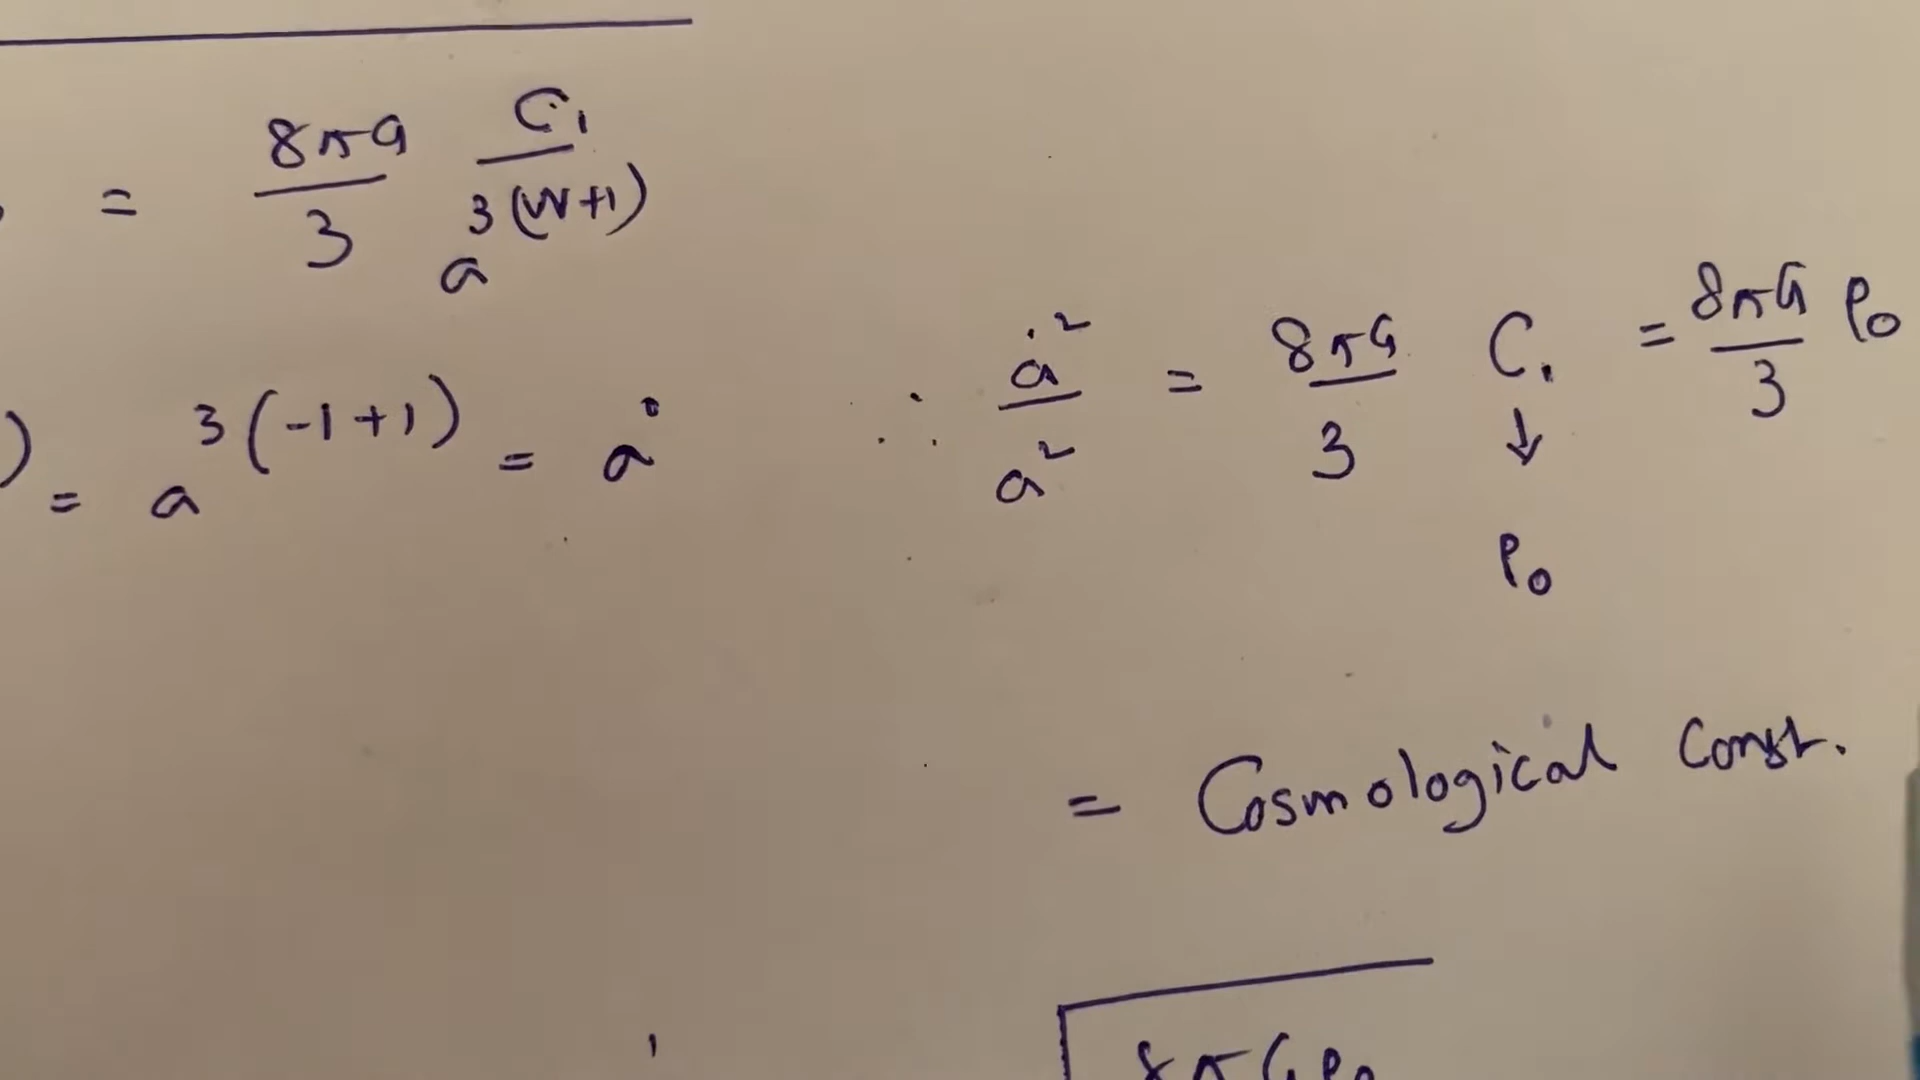 = 8πG/3 C₁/a^3(W+1)
) = a^3(-1+1) = a^0 ∴ ȧ²/a² = 8πG/3 C₁ = 8πG/3 ρ₀
↓
ρ₀
= Cosmological Const.
8πGρ₀